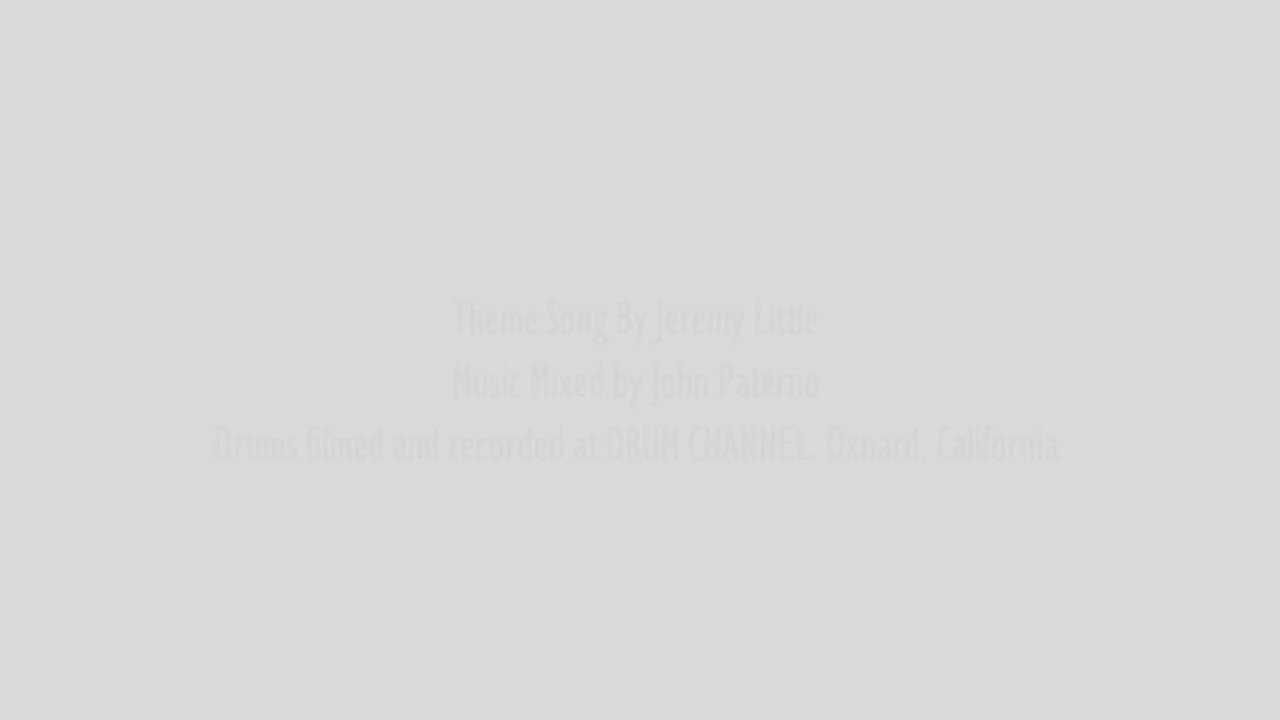 Theme Song By Jeremy Little
Music Mixed by John Paterno
Drums filmed and recorded at DRUM CHANNEL, Oxnard, California